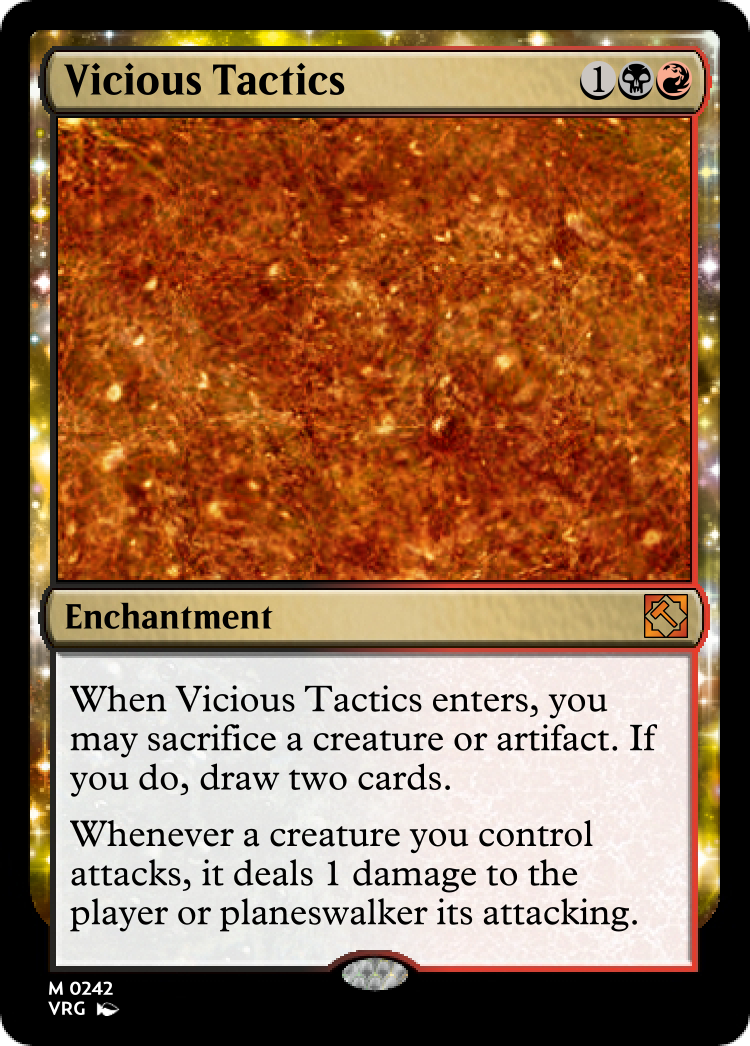 Vicious Tactics 1
Enchantment
When Vicious Tactics enters, you
may sacrifice a creature or artifact. If
you do, draw two cards.
Whenever a creature you control
attacks, it deals 1 damage to the
player or planeswalker its attacking.
M 0242
VRG